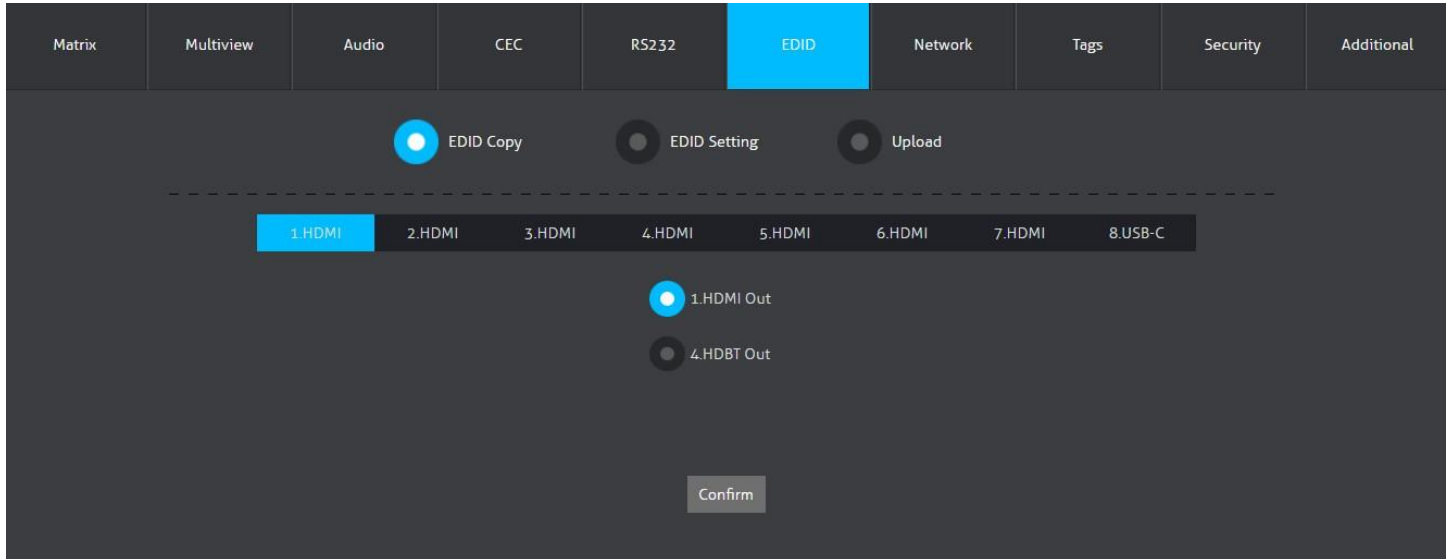 Matrix Multiview Audio CEC RS232 EDID Network Tags Security Additional
EDID Copy EDID Setting Upload
1.HDMI 2.HDMI 3.HDMI 4.HDMI 5.HDMI 6.HDMI 7.HDMI 8.USB-C
1.HDMI Out
4.HDBT Out
Confirm